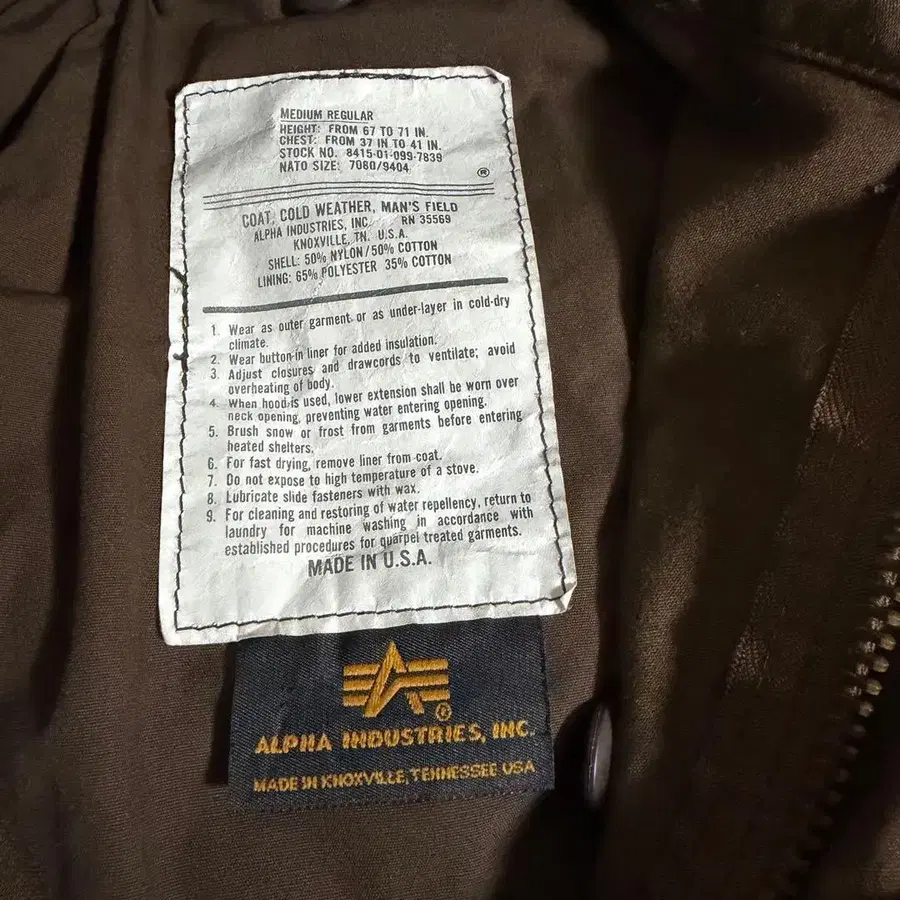 MEDIUM REGULAR
HEIGHT: FROM 67 TO 71 IN.
CHEST: FROM 37 IN TO 41 IN.
STOCK NO. 8415-01-099-7839
NATO SIZE: 7080/9404
®
COAT, COLD WEATHER, MAN'S FIELD
ALPHA INDUSTRIES, INC. RN 35569
KNOXVILLE, TN. U.S.A.
SHELL: 50% NYLON/50% COTTON
LINING: 65% POLYESTER 35% COTTON
1. Wear as outer garment or as under-layer in cold-dry
climate.
2. Wear button-in liner for added insulation.
3. Adjust closures and drawcords to ventilate; avoid
overheating of body.
4. When hood is used, lower extension shall be worn over
neck opening, preventing water entering opening.
5. Brush snow or frost from garments before entering
heated shelters.
6. For fast drying, remove liner from coat.
7. Do not expose to high temperature of a stove.
8. Lubricate slide fasteners with wax.
9. For cleaning and restoring of water repellency, return to
laundry for machine washing in accordance with
established procedures for quarpel treated garments.
MADE IN U.S.A.
®
ALPHA INDUSTRIES, INC.
MADE IN KNOXVILLE, TENNESSEE USA